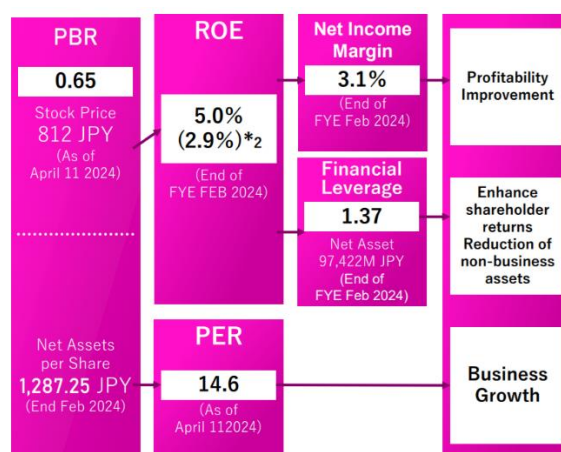 PBR
0.65
Stock Price
812 JPY
(As of
April 11 2024)
Net Assets
per Share
1,287.25 JPY
(End Feb 2024)
ROE
5.0%
(2.9%)*2
(End of
FYE FEB 2024)
PER
14.6
(As of
April 112024)
Net Income
Margin
3.1%
(End of
FYE Feb 2024)
Financial
Leverage
1.37
Net Asset
97,422M JPY
(End of
FYE Feb 2024)
Profitability
Improvement
Enhance
shareholder
returns
Reduction of
non-business
assets
Business
Growth